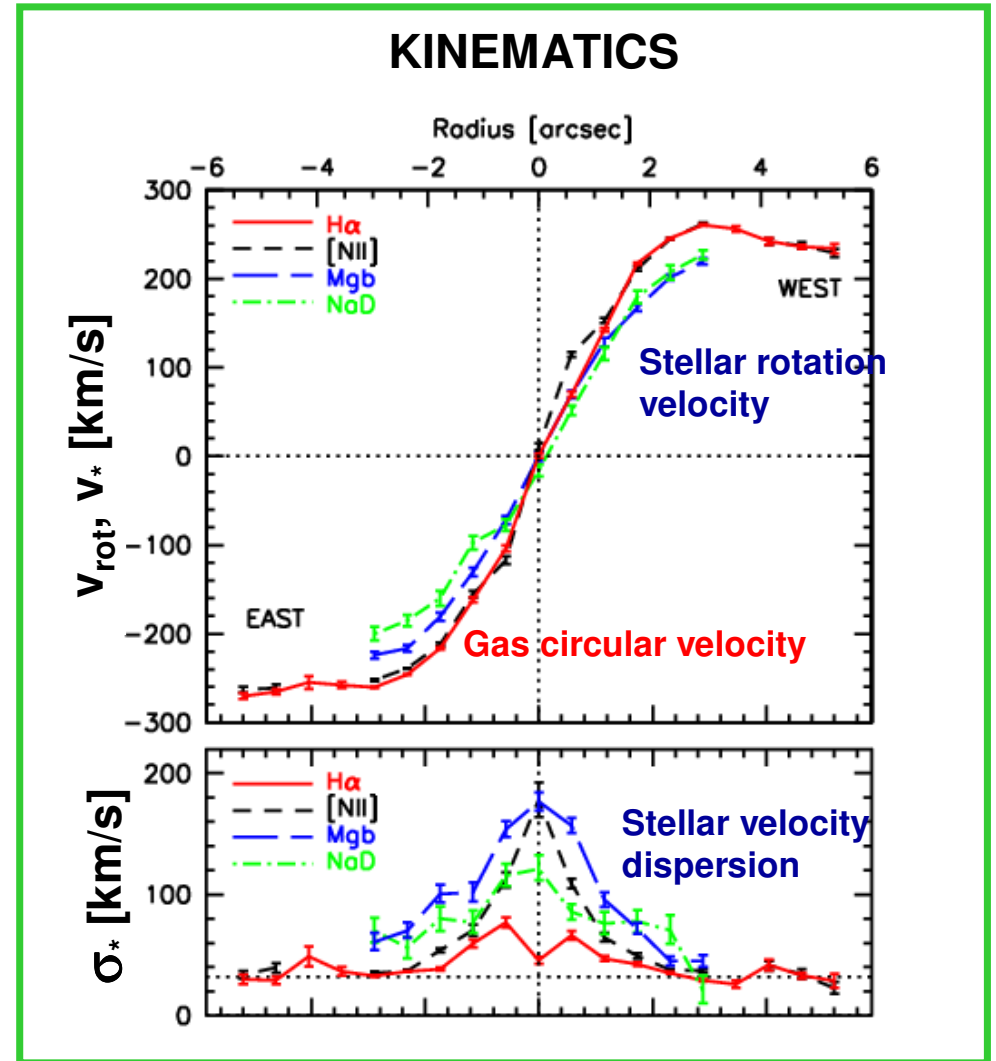 KINEMATICS
Radius [arcsec]
−6 −4 −2 0 2 4 6
300
200
100
0
−100
−200
−300
Hα
[NII]
Mgb
NaD
WEST
Stellar rotation
velocity
EAST
Gas circular velocity
v_rot, v_* [km/s]
200
100
0
Hα
[NII]
Mgb
NaD
Stellar velocity
dispersion
σ_* [km/s]